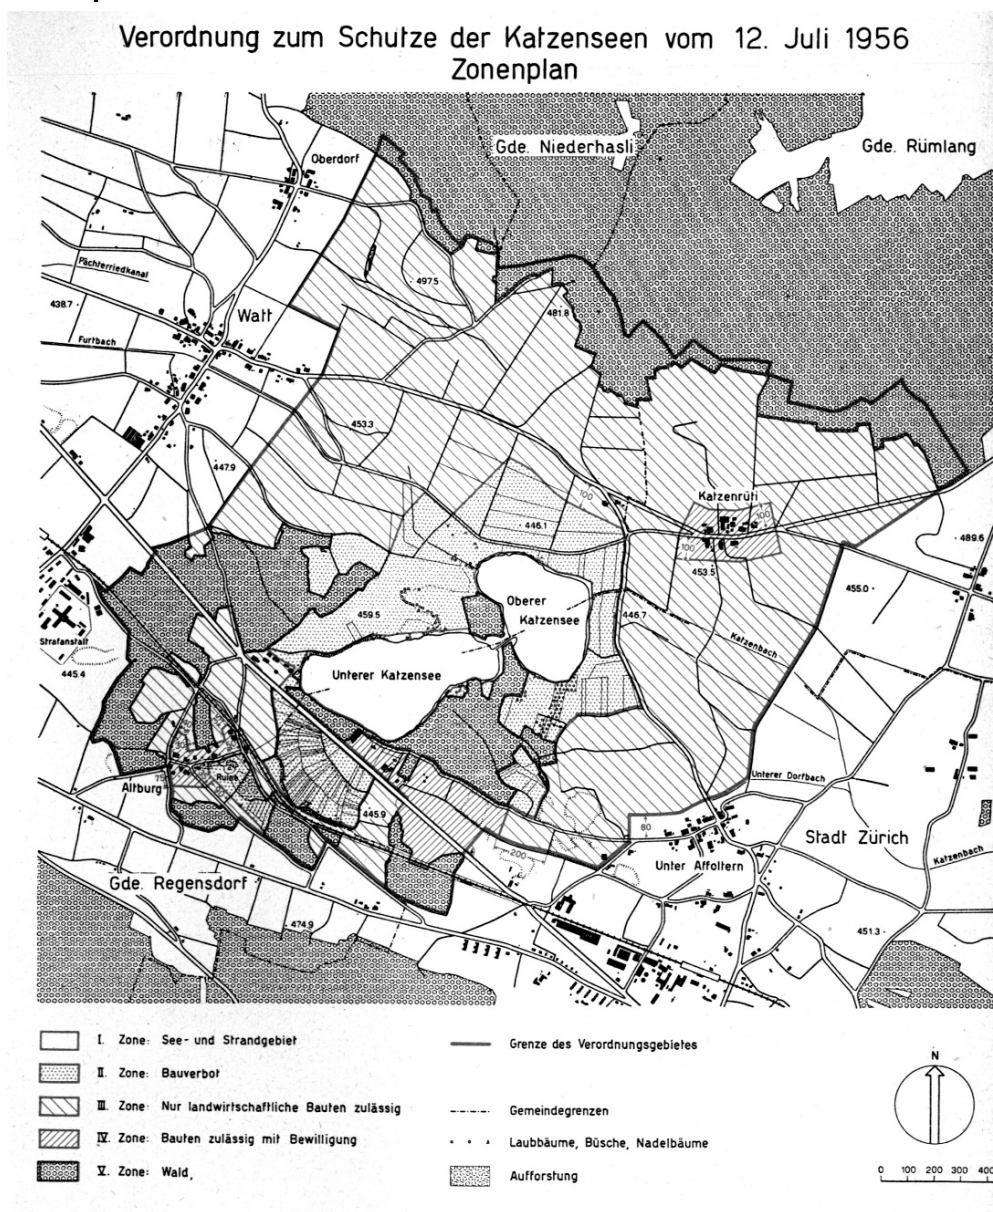 Verordnung zum Schutze der Katzenseen vom 12. Juli 1956
Zonenplan
Gde. Niederhasli
Gde. Rümlang
Oberdorf
Pächterriedkanal
497.5
438.7
Watt
481.8
Furtbach
453.3
447.9
100
Katzenrüti
100
446.1
100
489.6
453.5
459.5
Oberer
Katzensee
446.7
455.0
Strafanstalt
Katzenbach
445.4
Unterer Katzensee
Ruine
75
Altburg
445.9
Unterer Dorfbach
80
Stadt Zürich
200
Unter Affoltern
Katzenbach
Gde. Regensdorf
474.9
451.3
I. Zone: See- und Strandgebiet
II. Zone: Bauverbot
III. Zone: Nur landwirtschaftliche Bauten zulässig
IV. Zone: Bauten zulässig mit Bewilligung
V. Zone: Wald,
Grenze des Verordnungsgebietes
Gemeindegrenzen
Laubbäume, Büsche, Nadelbäume
Aufforstung
N
0 100 200 300 400